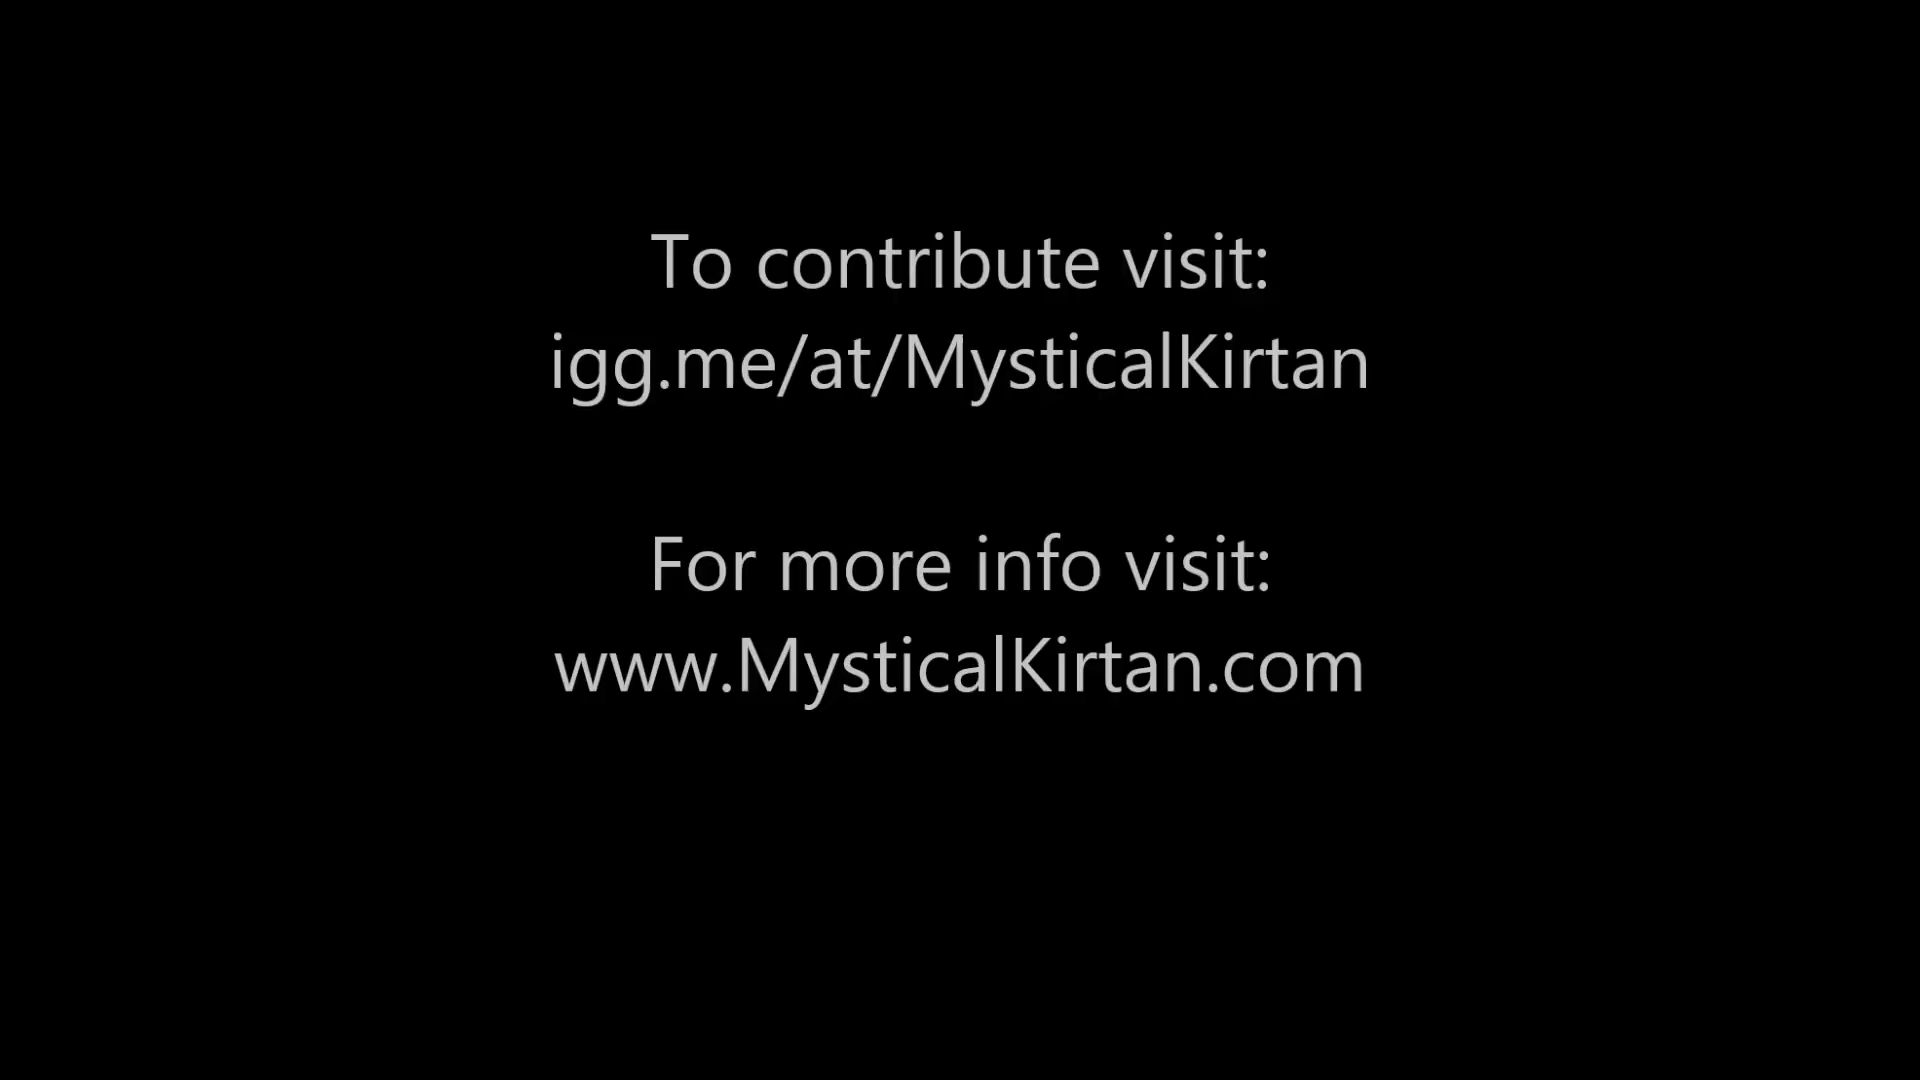 To contribute visit:
igg.me/at/MysticalKirtan
For more info visit:
www.MysticalKirtan.com